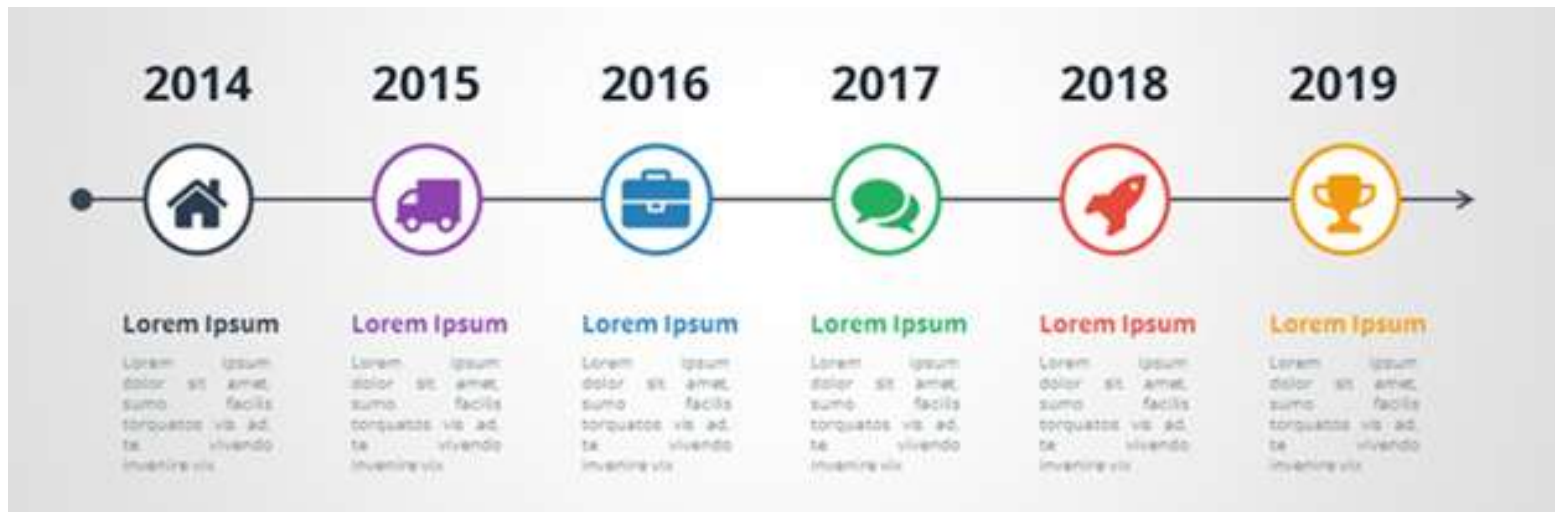 2014
2015
2016
2017
2018
2019
Lorem Ipsum
Lorem ipsum
dolor sit amet,
sumo facilis
torquatos vis ad,
te vivendo
invenire vix
Lorem Ipsum
Lorem ipsum
dolor sit amet,
sumo facilis
torquatos vis ad,
te vivendo
invenire vix
Lorem Ipsum
Lorem ipsum
dolor sit amet,
sumo facilis
torquatos vis ad,
te vivendo
invenire vix
Lorem Ipsum
Lorem ipsum
dolor sit amet,
sumo facilis
torquatos vis ad,
te vivendo
invenire vix
Lorem Ipsum
Lorem ipsum
dolor sit amet,
sumo facilis
torquatos vis ad,
te vivendo
invenire vix
Lorem Ipsum
Lorem ipsum
dolor sit amet,
sumo facilis
torquatos vis ad,
te vivendo
invenire vix